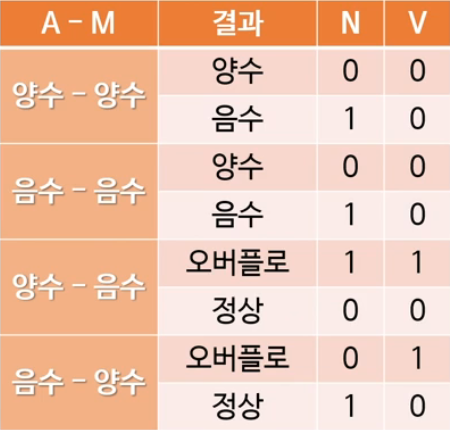 A - M 결과 N V
양수 - 양수 양수 0 0
음수 1 0
음수 - 음수 양수 0 0
음수 1 0
양수 - 음수 오버플로 1 1
정상 0 0
음수 - 양수 오버플로 0 1
정상 1 0